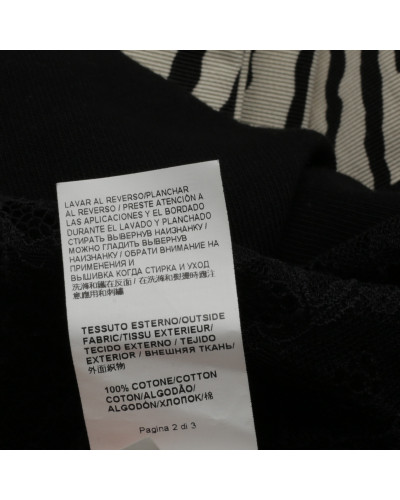 LAVAR AL REVERSO/PLANCHAR
AL REVERSO / PRESTE ATENCIÓN A
LAS APLICACIONES Y EL BORDADO
DURANTE EL LAVADO Y PLANCHADO
СТИРАТЬ ВЫВЕРНУВ НАИЗНАНКУ /
МОЖНО ГЛАДИТЬ ВЫВЕРНУВ
НАИЗНАНКУ / ОБРАТИ ВНИМАНИЕ НА
ПРИМЕНЕНИЯ И
ВЫШИВКА КОГДА СТИРКА И УХОД
洗滌和鐵在反面 / 在洗滌和熨燙時適注
意應用和刺繡
TESSUTO ESTERNO/OUTSIDE
FABRIC/TISSU EXTERIEUR/
TECIDO EXTERNO / TEJIDO
EXTERIOR / ВНЕШНЯЯ ТКАНЬ/
外面織物
100% COTONE/COTTON
COTON/ALGODÃO/
ALGODÓN/ХЛОПОК/棉
Pagina 2 di 3